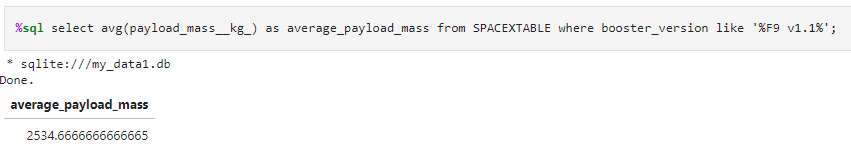 %sql select avg(payload_mass__kg_) as average_payload_mass from SPACEXTABLE where booster_version like '%F9 v1.1%';
* sqlite:///my_data1.db
Done.
average_payload_mass
2534.6666666666665